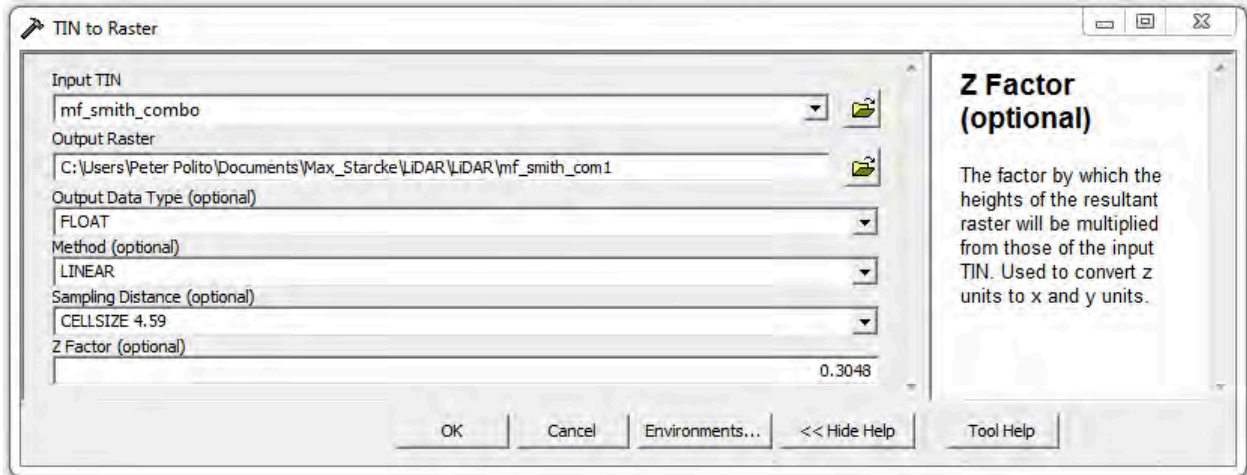 TIN to Raster
Input TIN
mf_smith_combo
Output Raster
C:\Users\Peter Polito\Documents\Max_Starcke\LiDAR\LiDAR\mf_smith_com1
Output Data Type (optional)
FLOAT
Method (optional)
LINEAR
Sampling Distance (optional)
CELLSIZE 4.59
Z Factor (optional)
0.3048
OK
Cancel
Environments...
<< Hide Help
Z Factor
(optional)
The factor by which the
heights of the resultant
raster will be multiplied
from those of the input
TIN. Used to convert z
units to x and y units.
Tool Help